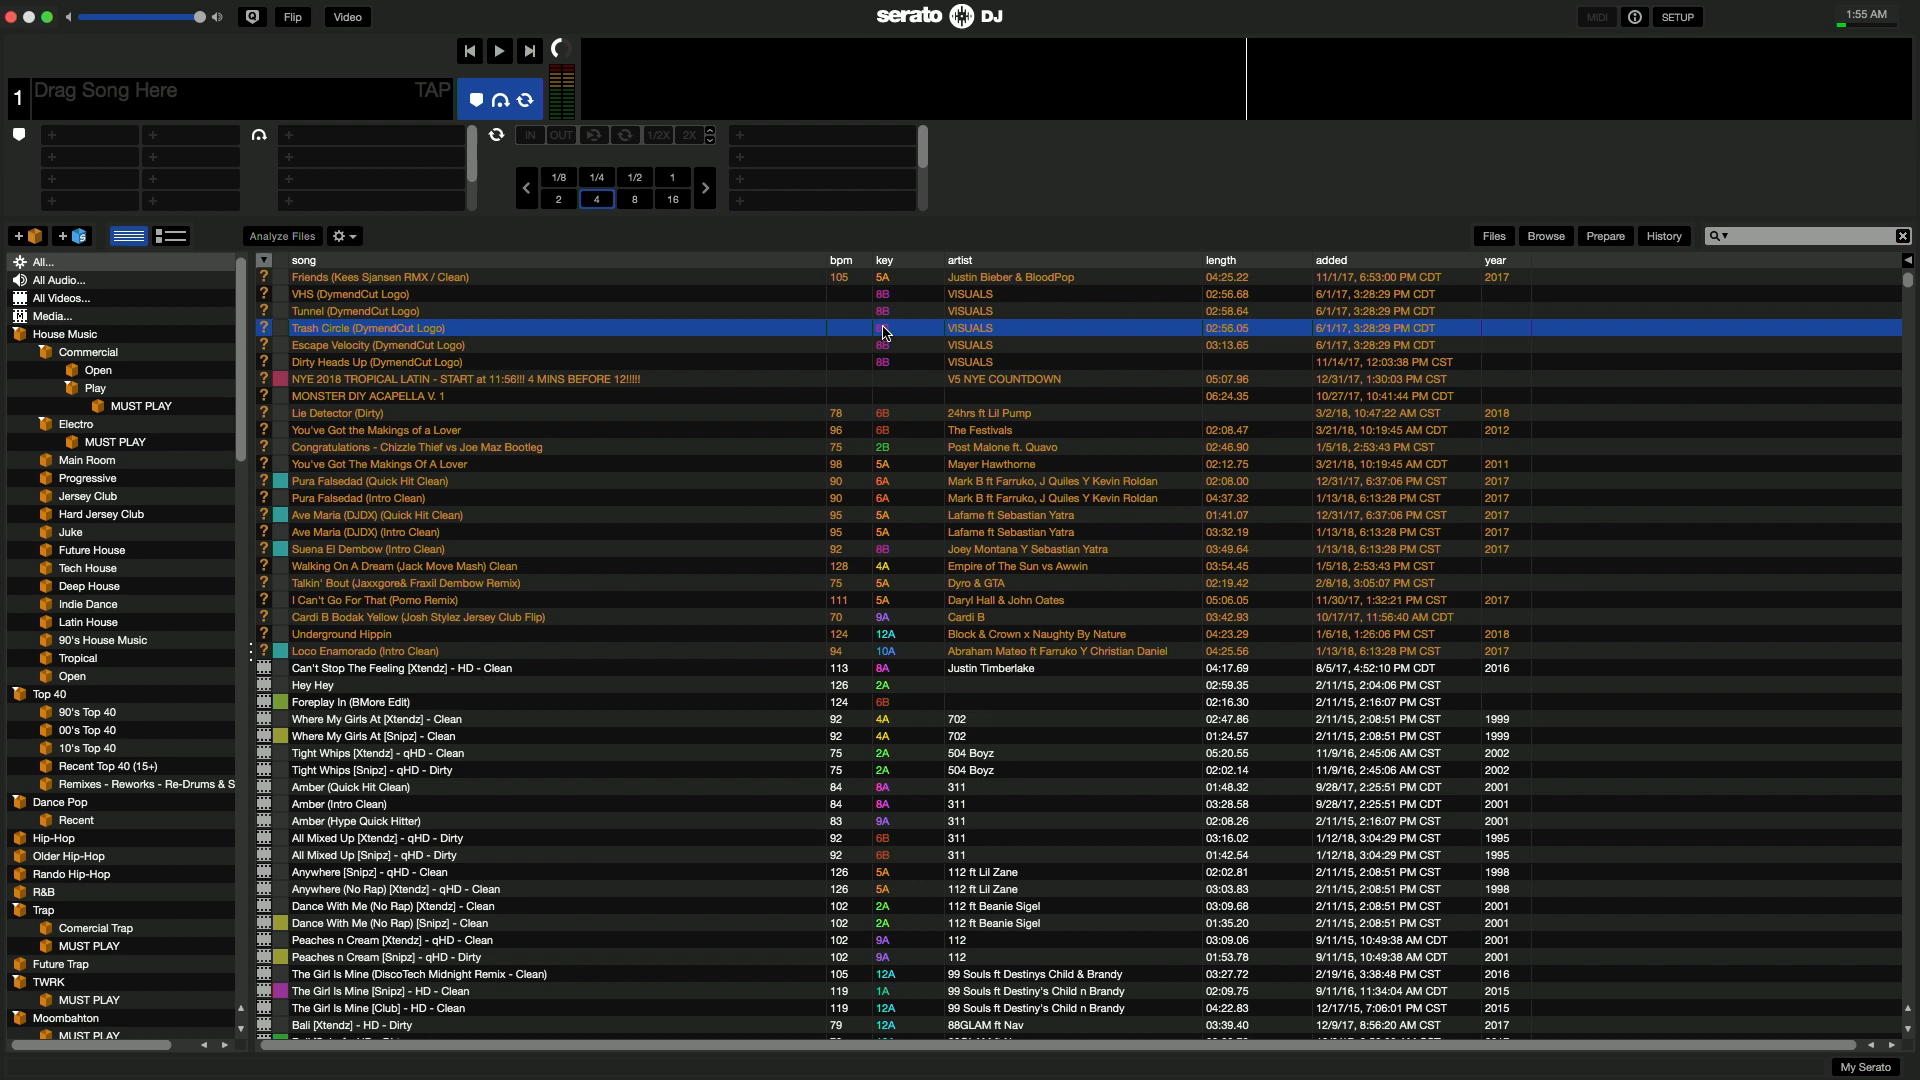 Flip Video serato DJ MIDI SETUP 1:55 AM
1 Drag Song Here TAP
IN OUT 1/2X 2X
1/8 1/4 1/2 1
2 4 8 16
Analyze Files Files Browse Prepare History
song bpm key artist length added year
Friends (Kees Sjansen RMX / Clean) 105 5A Justin Bieber & BloodPop 04:25.22 11/1/17, 6:53:00 PM CDT 2017
VHS (DymendCut Logo) 8B VISUALS 02:56.68 6/1/17, 3:28:29 PM CDT
Tunnel (DymendCut Logo) 8B VISUALS 02:58.64 6/1/17, 3:28:29 PM CDT
Trash Circle (DymendCut Logo) VISUALS 02:56.05 6/1/17, 3:28:29 PM CDT
Escape Velocity (DymendCut Logo) 8B VISUALS 03:13.65 6/1/17, 3:28:29 PM CDT
Dirty Heads Up (DymendCut Logo) 8B VISUALS 11/14/17, 12:03:38 PM CST
NYE 2018 TROPICAL LATIN - START at 11:56!!! 4 MINS BEFORE 12!!!!! V5 NYE COUNTDOWN 05:07.96 12/31/17, 1:30:03 PM CST
MONSTER DIY ACAPELLA V. 1 06:24.35 10/27/17, 10:41:44 PM CDT
Lie Detector (Dirty) 78 6B 24hrs ft Lil Pump 3/2/18, 10:47:22 AM CST 2018
You've Got the Makings of a Lover 96 6B The Festivals 02:08.47 3/21/18, 10:19:45 AM CDT 2012
Congratulations - Chizzle Thief vs Joe Maz Bootleg 75 2B Post Malone ft. Quavo 02:46.90 1/5/18, 2:53:43 PM CST
You've Got The Makings Of A Lover 98 5A Mayer Hawthorne 02:12.75 3/21/18, 10:19:45 AM CDT 2011
Pura Falsedad (Quick Hit Clean) 90 6A Mark B ft Farruko, J Quiles Y Kevin Roldan 02:08.00 12/31/17, 6:37:06 PM CST 2017
Pura Falsedad (Intro Clean) 90 6A Mark B ft Farruko, J Quiles Y Kevin Roldan 04:37.32 1/13/18, 6:13:28 PM CST 2017
Ave Maria (DJDX) (Quick Hit Clean) 95 5A Lafame ft Sebastian Yatra 01:41.07 12/31/17, 6:37:06 PM CST 2017
Ave Maria (DJDX) (Intro Clean) 95 5A Lafame ft Sebastian Yatra 03:32.19 1/13/18, 6:13:28 PM CST 2017
Suena El Dembow (Intro Clean) 92 8B Joey Montana Y Sebastian Yatra 03:49.64 1/13/18, 6:13:28 PM CST 2017
Walking On A Dream (Jack Move Mash) Clean 128 4A Empire of The Sun vs Awwin 03:54.45 1/5/18, 2:53:43 PM CST
Talkin' Bout (Jaxxgore& Fraxil Dembow Remix) 75 5A Dyro & GTA 02:19.42 2/8/18, 3:05:07 PM CST
I Can't Go For That (Pomo Remix) 111 5A Daryl Hall & John Oates 05:06.05 11/30/17, 1:32:21 PM CST 2017
Cardi B Bodak Yellow (Josh Stylez Jersey Club Flip) 70 9A Cardi B 03:42.93 10/17/17, 11:56:40 AM CDT
Underground Hippin 124 12A Block & Crown x Naughty By Nature 04:23.29 1/6/18, 1:26:06 PM CST 2018
Loco Enamorado (Intro Clean) 94 10A Abraham Mateo ft Farruko Y Christian Daniel 04:25.56 1/13/18, 6:13:28 PM CST 2017
Can't Stop The Feeling [Xtendz] - HD - Clean 113 8A Justin Timberlake 04:17.69 8/5/17, 4:52:10 PM CDT 2016
Hey Hey 126 2A 02:59.35 2/11/15, 2:04:06 PM CST
Foreplay In (BMore Edit) 124 6B 02:16.30 2/11/15, 2:16:07 PM CST
Where My Girls At [Xtendz] - Clean 92 4A 702 02:47.86 2/11/15, 2:08:51 PM CST 1999
Where My Girls At [Snipz] - Clean 92 4A 702 01:24.57 2/11/15, 2:08:51 PM CST 1999
Tight Whips [Xtendz] - qHD - Clean 75 2A 504 Boyz 05:20.55 11/9/16, 2:45:06 AM CST 2002
Tight Whips [Snipz] - qHD - Dirty 75 2A 504 Boyz 02:02.14 11/9/16, 2:45:06 AM CST 2002
Amber (Quick Hit Clean) 84 8A 311 01:48.32 9/28/17, 2:25:51 PM CDT 2001
Amber (Intro Clean) 84 8A 311 03:28.58 9/28/17, 2:25:51 PM CDT 2001
Amber (Hype Quick Hitter) 83 9A 311 02:08.26 2/11/15, 2:16:07 PM CST 2001
All Mixed Up [Xtendz] - qHD - Dirty 92 6B 311 03:16.02 1/12/18, 3:04:29 PM CST 1995
All Mixed Up [Snipz] - qHD - Dirty 92 6B 311 01:42.54 1/12/18, 3:04:29 PM CST 1995
Anywhere [Snipz] - qHD - Clean 126 5A 112 ft Lil Zane 02:02.81 2/11/15, 2:08:51 PM CST 1998
Anywhere (No Rap) [Xtendz] - qHD - Clean 126 5A 112 ft Lil Zane 03:03.83 2/11/15, 2:08:51 PM CST 1998
Dance With Me (No Rap) [Xtendz] - Clean 102 2A 112 ft Beanie Sigel 03:09.68 2/11/15, 2:08:51 PM CST 2001
Dance With Me (No Rap) [Snipz] - Clean 102 2A 112 ft Beanie Sigel 01:35.20 2/11/15, 2:08:51 PM CST 2001
Peaches n Cream [Xtendz] - qHD - Clean 102 9A 112 03:09.06 9/11/15, 10:49:38 AM CDT 2001
Peaches n Cream [Snipz] - qHD - Dirty 102 9A 112 01:53.78 9/11/15, 10:49:38 AM CDT 2001
The Girl Is Mine (DiscoTech Midnight Remix - Clean) 105 12A 99 Souls ft Destinys Child & Brandy 03:27.72 2/19/16, 3:38:48 PM CST 2016
The Girl Is Mine [Snipz] - HD - Clean 119 1A 99 Souls ft Destiny's Child n Brandy 02:09.75 9/11/16, 11:34:04 AM CDT 2015
The Girl Is Mine [Club] - HD - Clean 119 12A 99 Souls ft Destiny's Child n Brandy 04:22.83 12/17/15, 7:06:01 PM CST 2015
Bali [Xtendz] - HD - Dirty 79 12A 88GLAM ft Nav 03:39.40 12/9/17, 8:56:20 AM CST 2017
All...
All Audio...
All Videos...
Media...
House Music
Commercial
Open
Play
MUST PLAY
Electro
MUST PLAY
Main Room
Progressive
Jersey Club
Hard Jersey Club
Juke
Future House
Tech House
Deep House
Indie Dance
Latin House
90's House Music
Tropical
Open
Top 40
90's Top 40
00's Top 40
10's Top 40
Recent Top 40 (15+)
Remixes - Reworks - Re-Drums & S
Dance Pop
Recent
Hip-Hop
Older Hip-Hop
Rando Hip-Hop
R&B
Trap
Comercial Trap
MUST PLAY
Future Trap
TWRK
MUST PLAY
Moombahton
MUST PLAY
My Serato